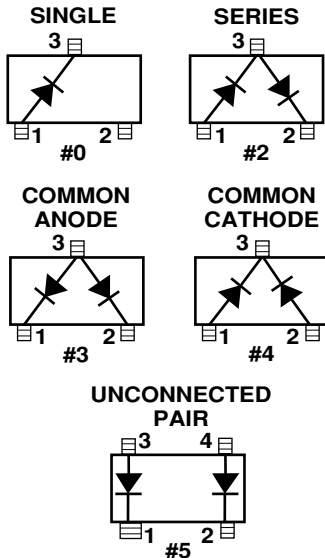 SINGLE
3
1 2
#0
SERIES
3
1 2
#2
COMMON
ANODE
3
1 2
#3
COMMON
CATHODE
3
1 2
#4
UNCONNECTED
PAIR
3 4
1 2
#5